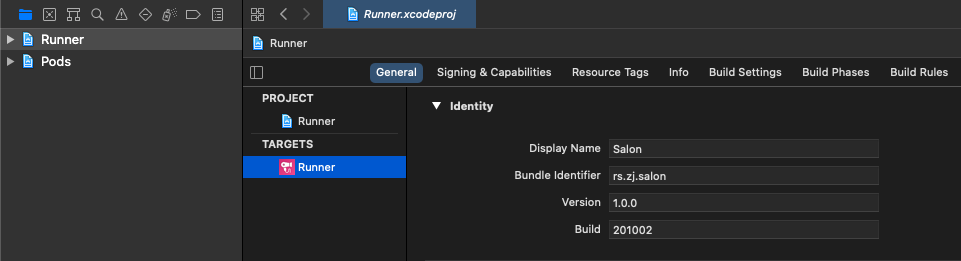 Runner.xcodeproj
Runner
Pods
Runner
General Signing & Capabilities Resource Tags Info Build Settings Build Phases Build Rules
PROJECT
Runner
TARGETS
Runner
Identity
Display Name Salon
Bundle Identifier rs.zj.salon
Version 1.0.0
Build 201002